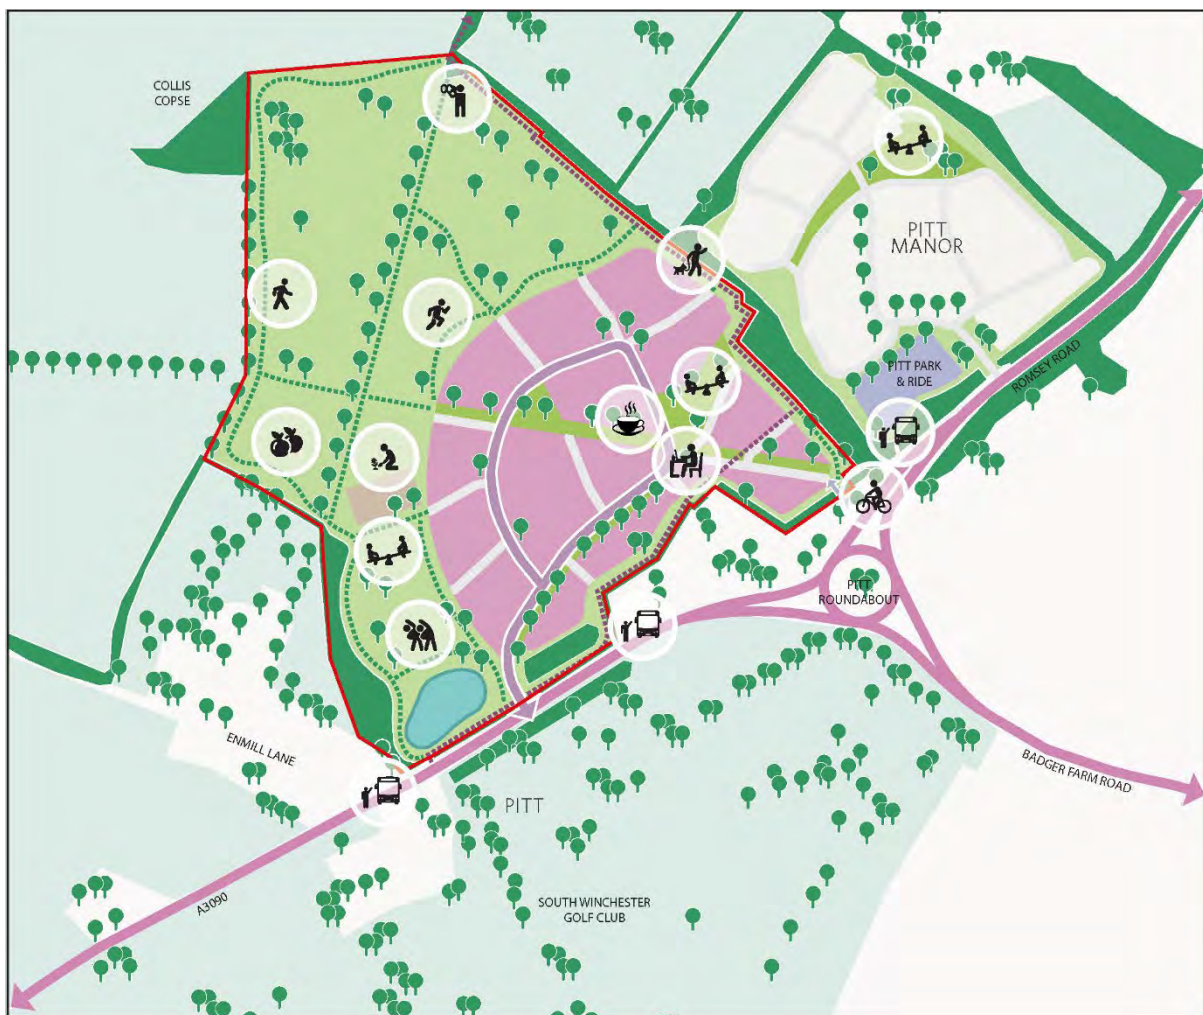 COLLIS
COPSE
PITT
MANOR
PITT PARK
& RIDE
ROMSEY ROAD
PITT
ROUNDABOUT
ENMILL LANE
BADGER FARM ROAD
PITT
A3090
SOUTH WINCHESTER
GOLF CLUB